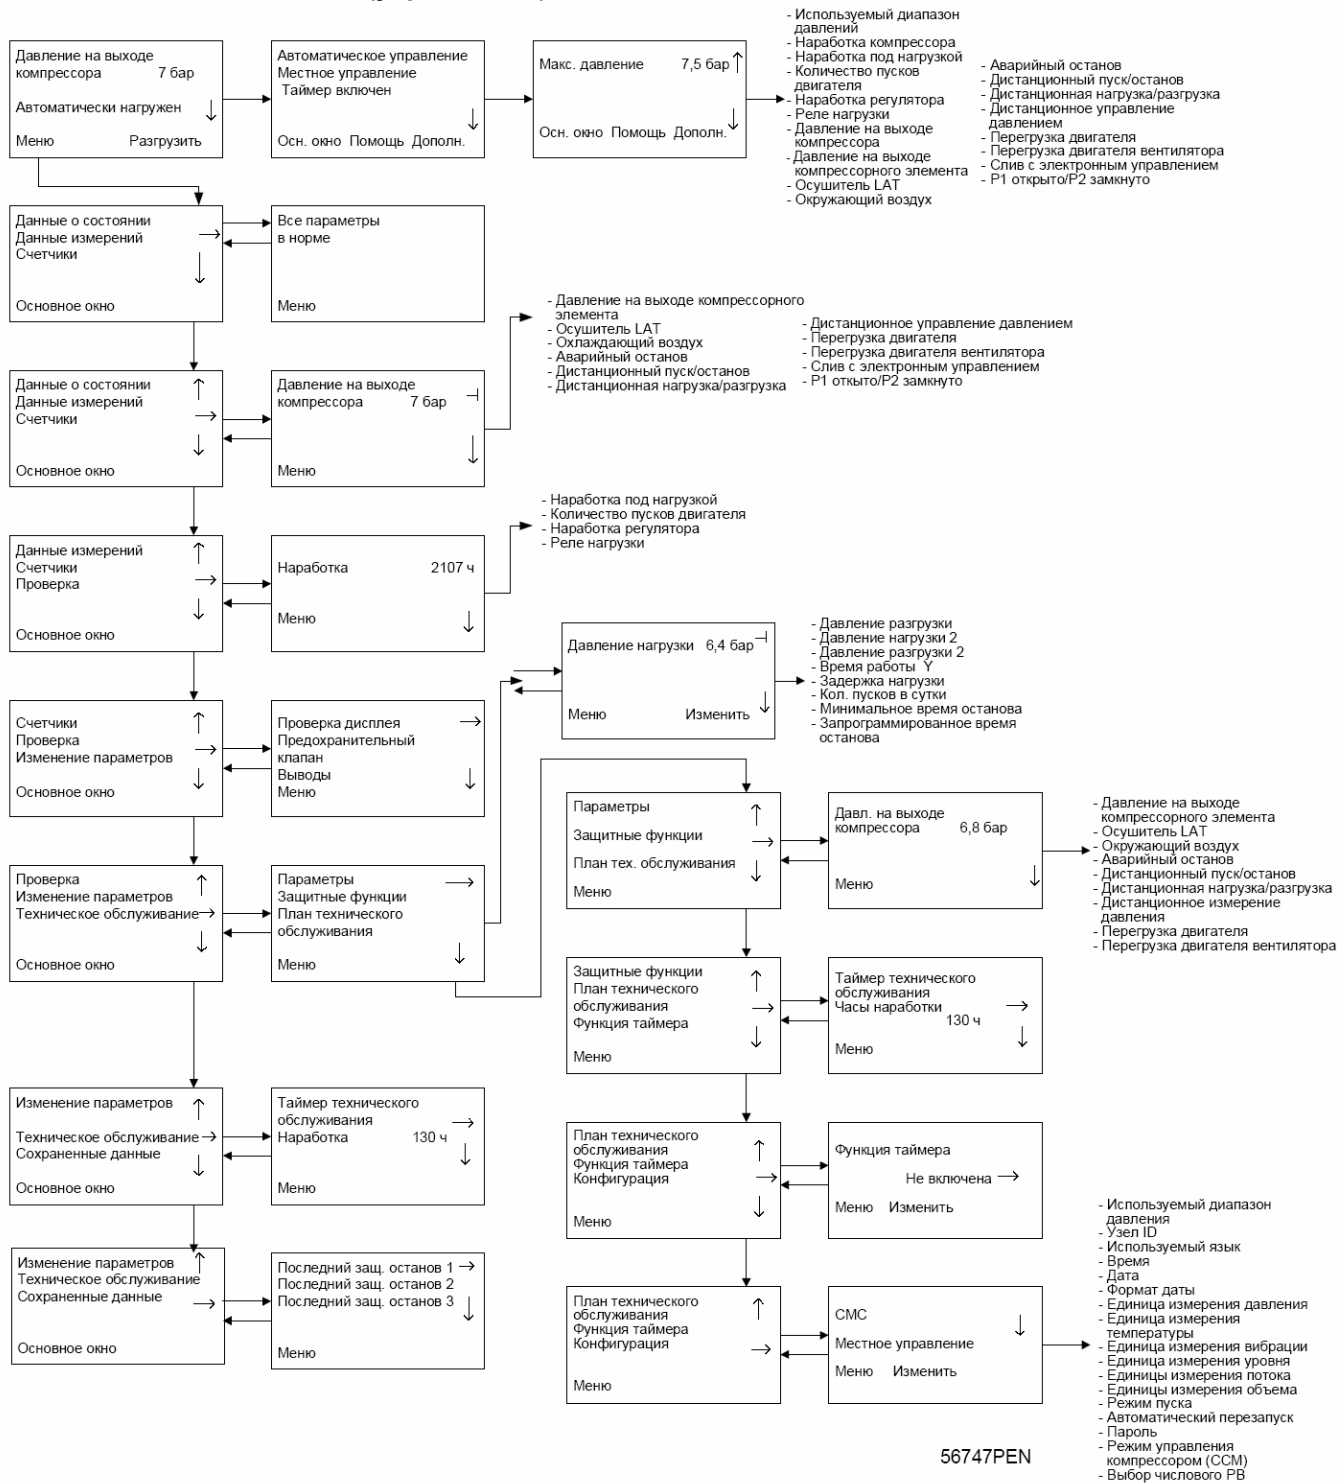 Давление на выходе
компрессора 7 бар
Автоматически нагружен
Меню Разгрузить
Автоматическое управление
Местное управление
Таймер включен
Осн. окно Помощь Дополн.
Макс. давление 7,5 бар
Осн. окно Помощь Дополн.
- Используемый диапазон
давлений
- Наработка компрессора
- Наработка под нагрузкой
- Количество пусков
двигателя
- Наработка регулятора
- Реле нагрузки
- Давление на выходе
компрессора
- Давление на выходе
компрессорного элемента
- Осушитель LAT
- Окружающий воздух
- Аварийный останов
- Дистанционный пуск/останов
- Дистанционная нагрузка/разгрузка
- Дистанционное управление
давлением
- Перегрузка двигателя
- Перегрузка двигателя вентилятора
- Слив с электронным управлением
- P1 открыто/P2 замкнуто
Данные о состоянии
Данные измерений
Счетчики
Основное окно
Все параметры
в норме
Меню
Данные о состоянии
Данные измерений
Счетчики
Основное окно
Давление на выходе
компрессора 7 бар
Меню
- Давление на выходе компрессорного
элемента
- Осушитель LAT
- Охлаждающий воздух
- Аварийный останов
- Дистанционный пуск/останов
- Дистанционная нагрузка/разгрузка
- Дистанционное управление давлением
- Перегрузка двигателя
- Перегрузка двигателя вентилятора
- Слив с электронным управлением
- P1 откыто/P2 замкнуто
Данные измерений
Счетчики
Проверка
Основное окно
Наработка 2107 ч
Меню
- Наработка под нагрузкой
- Количество пусков двигателя
- Наработка регулятора
- Реле нагрузки
Счетчики
Проверка
Изменение параметров
Основное окно
Проверка дисплея
Предохранительный
клапан
Выводы
Меню
Давление нагрузки 6,4 бар
Меню Изменить
- Давление разгрузки
- Давление нагрузки 2
- Давление разгрузки 2
- Время работы Y
- Задержка нагрузки
- Кол. пусков в сутки
- Минимальное время останова
- Запрограммированное время
останова
Проверка
Изменение параметров
Техническое обслуживание
Основное окно
Параметры
Защитные функции
План технического
обслуживания
Меню
Параметры
Защитные функции
План тех. обслуживания
Меню
Давл. на выходе
компрессора 6,8 бар
Меню
- Давление на выходе
компрессорного элемента
- Осушитель LAT
- Окружающий воздух
- Аварийный останов
- Дистанционный пуск/останов
- Дистанционная нагрузка/разгрузка
- Дистанционное измерение
давления
- Перегрузка двигателя
- Перегрузка двигателя вентилятора
Защитные функции
План технического
обслуживания
Функция таймера
Меню
Таймер технического
обслуживания
Часы наработки
130 ч
Меню
Изменение параметров
Техническое обслуживание
Сохраненные данные
Основное окно
Таймер технического
обслуживания
Наработка 130 ч
Меню
План технического
обслуживания
Функция таймера
Конфигурация
Меню
Функция таймера
Не включена
Меню Изменить
Изменение параметров
Техническое обслуживание
Сохраненные данные
Основное окно
Последний защ. останов 1
Последний защ. останов 2
Последний защ. останов 3
Меню
План технического
обслуживания
Функция таймера
Конфигурация
Меню
CMC
Местное управление
Меню Изменить
- Используемый диапазон
давления
- Узел ID
- Используемый язык
- Время
- Дата
- Формат даты
- Единица измерения давления
- Единица измерения
температуры
- Единица измерения вибрации
- Единица измерения уровня
- Единицы измерения потока
- Единицы измерения объема
- Режим пуска
- Автоматический перезапуск
- Пароль
- Режим управления
компрессором (CCM)
- Выбор числового PB
56747PEN